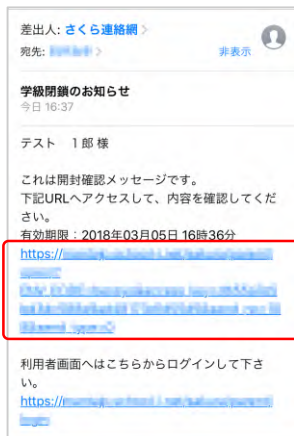 差出人: さくら連絡網
宛先:
非表示
学級閉鎖のお知らせ
今日 16:37
テスト 1郎 様
これは開封確認メッセージです。
下記URLへアクセスして、内容を確認してくだ
さい。
有効期限：2018年03月05日 16時36分
https://
利用者画面へはこちらからログインして下さ
い。
https://